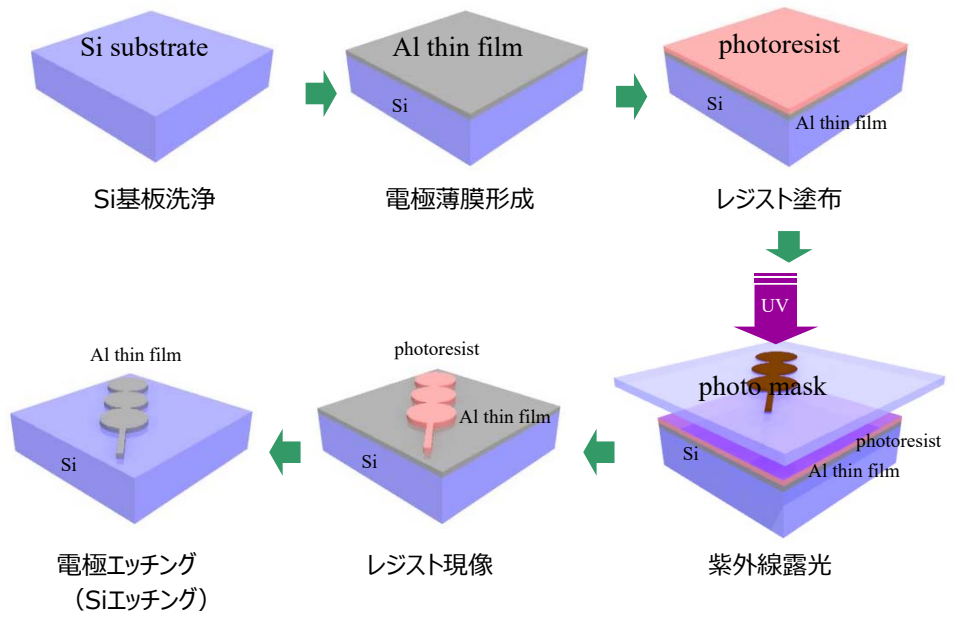 Si substrate
Si基板洗浄
Al thin film
Si
電極薄膜形成
photoresist
Si
Al thin film
レジスト塗布
UV
photo mask
photoresist
Si
Al thin film
紫外線露光
photoresist
Al thin film
レジスト現像
Al thin film
Si
電極エッチング
（Siエッチング）